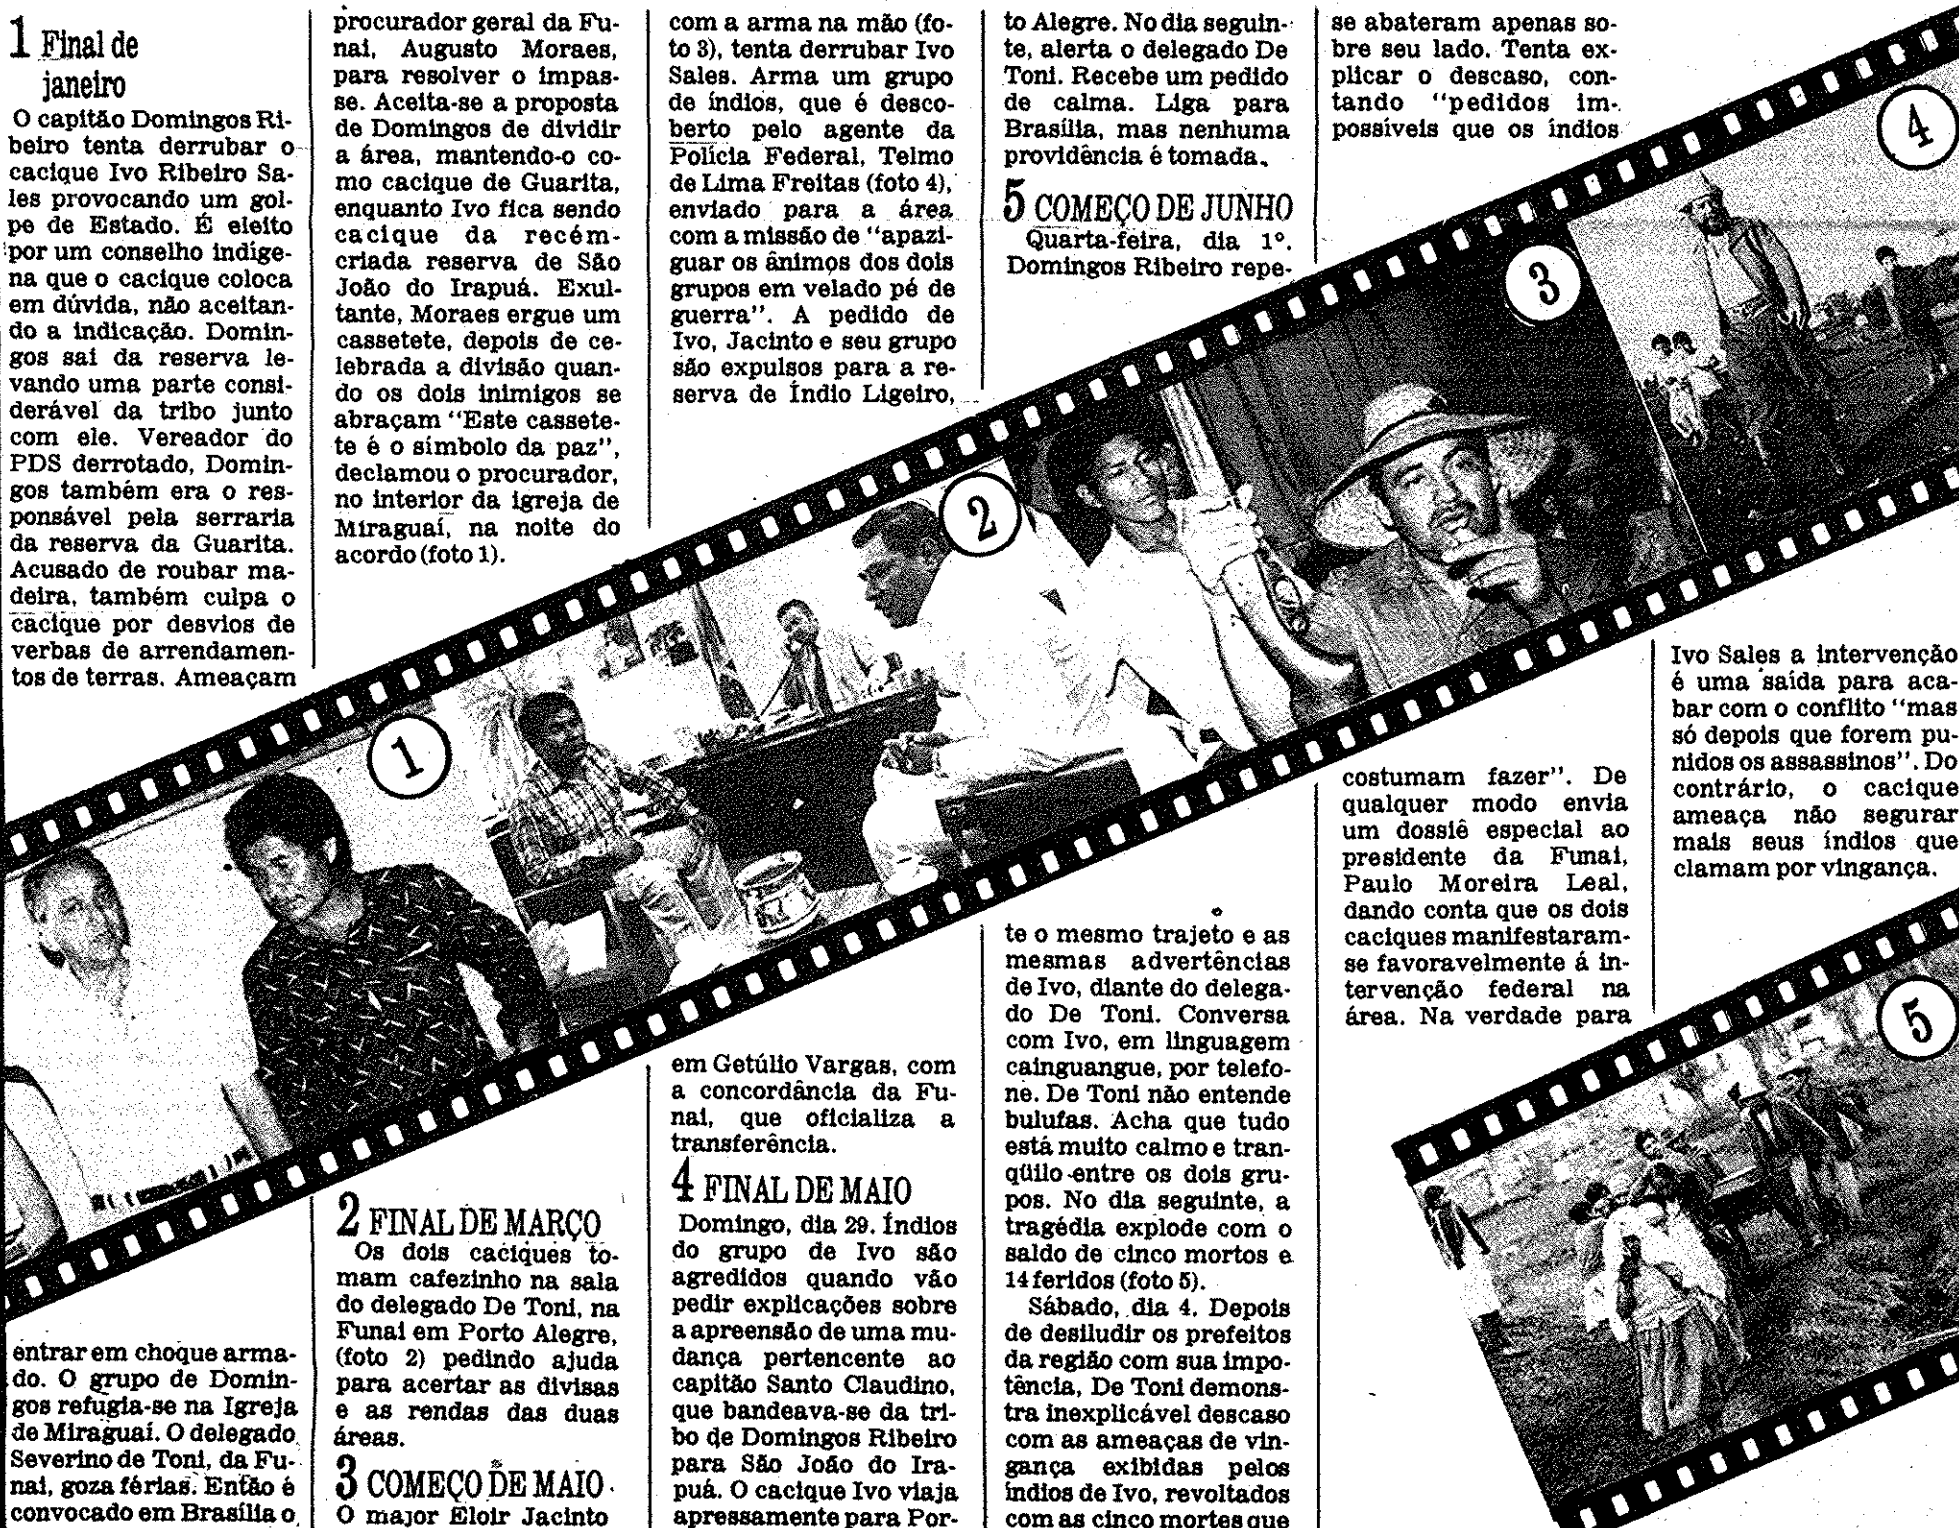 1 Final de
janeiro
O capitão Domingos Ri-
beiro tenta derrubar o
cacique Ivo Ribeiro Sa-
les provocando um gol-
pe de Estado. É eleito
por um conselho indíge-
na que o cacique coloca
em dúvida, não aceitan-
do a indicação. Domin-
gos sai da reserva le-
vando uma parte consi-
derável da tribo junto
com ele. Vereador do
PDS derrotado, Domin-
gos também era o res-
ponsável pela serraria
da reserva da Guarita.
Acusado de roubar ma-
deira, também culpa o
cacique por desvios de
verbas de arrendamen-
tos de terras. Ameaçam
entrar em choque arma-
do. O grupo de Domin-
gos refugia-se na Igreja
de Miraguaí. O delegado
Severino de Toni, da Fu-
nai, goza férias. Então é
convocado em Brasília o
procurador geral da Fu-
nai, Augusto Moraes,
para resolver o impas-
se. Aceita-se a proposta
de Domingos de dividir
a área, mantendo-o co-
mo cacique de Guarita,
enquanto Ivo fica sendo
cacique da recém-
criada reserva de São
João do Irapuá. Exul-
tante, Moraes ergue um
cassetete, depois de ce-
lebrada a divisão quan-
do os dois inimigos se
abraçam "Este cassete-
te é o símbolo da paz",
declamou o procurador,
no interior da igreja de
Miraguaí, na noite do
acordo (foto 1).
2 FINAL DE MARÇO
Os dois caciques to-
mam cafezinho na sala
do delegado De Toni, na
Funai em Porto Alegre,
(foto 2) pedindo ajuda
para acertar as divisas
e as rendas das duas
áreas.
3 COMEÇO DE MAIO
O major Eloir Jacinto
com a arma na mão (fo-
to 3), tenta derrubar Ivo
Sales. Arma um grupo
de índios, que é desco-
berto pelo agente da
Polícia Federal, Telmo
de Lima Freitas (foto 4),
enviado para a área
com a missão de "apazi-
guar os ânimos dos dois
grupos em velado pé de
guerra". A pedido de
Ivo, Jacinto e seu grupo
são expulsos para a re-
serva de Índio Ligeiro,
em Getúlio Vargas, com
a concordância da Fu-
nai, que oficializa a
transferência.
4 FINAL DE MAIO
Domingo, dia 29. Índios
do grupo de Ivo são
agredidos quando vão
pedir explicações sobre
a apreensão de uma mu-
dança pertencente ao
capitão Santo Claudino,
que bandeava-se da tri-
bo de Domingos Ribeiro
para São João do Ira-
puá. O cacique Ivo viaja
apressamente para Por-
to Alegre. No dia seguin-
te, alerta o delegado De
Toni. Recebe um pedido
de calma. Liga para
Brasília, mas nenhuma
providência é tomada.
5 COMEÇO DE JUNHO
Quarta-feira, dia 1º.
Domingos Ribeiro repe-
te o mesmo trajeto e as
mesmas advertências
de Ivo, diante do delega-
do De Toni. Conversa
com Ivo, em linguagem
cainguangue, por telefo-
ne. De Toni não entende
bulufas. Acha que tudo
está muito calmo e tran-
qüilo entre os dois gru-
pos. No dia seguinte, a
tragédia explode com o
saldo de cinco mortos e
14 feridos (foto 5).
Sábado, dia 4. Depois
de desiludir os prefeitos
da região com sua impo-
tência, De Toni demons-
tra inexplicável descaso
com as ameaças de vin-
gança exibidas pelos
índios de Ivo, revoltados
com as cinco mortes que
se abateram apenas so-
bre seu lado. Tenta ex-
plicar o descaso, con-
tando "pedidos im-
possíveis que os índios
costumam fazer". De
qualquer modo envia
um dossiê especial ao
presidente da Funai,
Paulo Moreira Leal,
dando conta que os dois
caciques manifestaram-
se favoravelmente á in-
tervenção federal na
área. Na verdade para
Ivo Sales a intervenção
é uma saída para aca-
bar com o conflito "mas
só depois que forem pu-
nidos os assassinos". Do
contrário, o cacique
ameaça não segurar
mais seus índios que
clamam por vingança.
1
2
3
4
5